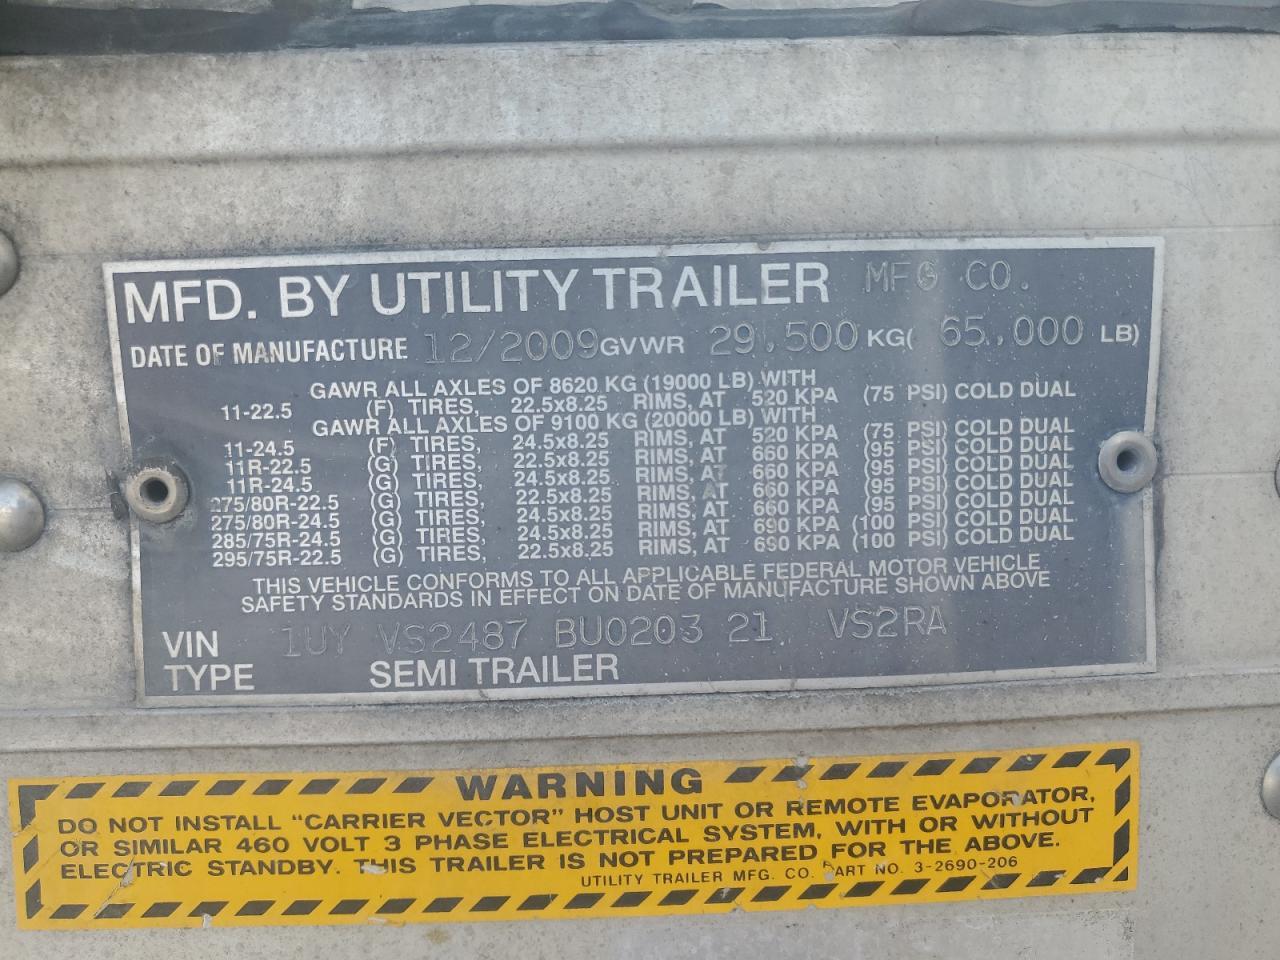 MFD. BY UTILITY TRAILER MFG CO.
DATE OF MANUFACTURE 12/2009 GVWR 29,500 KG( 65,000 LB)
GAWR ALL AXLES OF 8620 KG (19000 LB) WITH
11-22.5 (F) TIRES, 22.5x8.25 RIMS, AT 520 KPA (75 PSI) COLD DUAL
GAWR ALL AXLES OF 9100 KG (20000 LB) WITH
11-24.5 (F) TIRES, 24.5x8.25 RIMS, AT 520 KPA (75 PSI) COLD DUAL
11R-22.5 (G) TIRES, 22.5x8.25 RIMS, AT 660 KPA (95 PSI) COLD DUAL
11R-24.5 (G) TIRES, 24.5x8.25 RIMS, AT 660 KPA (95 PSI) COLD DUAL
275/80R-22.5 (G) TIRES, 22.5x8.25 RIMS, AT 660 KPA (95 PSI) COLD DUAL
275/80R-24.5 (G) TIRES, 24.5x8.25 RIMS, AT 660 KPA (95 PSI) COLD DUAL
285/75R-24.5 (G) TIRES, 24.5x8.25 RIMS, AT 690 KPA (100 PSI) COLD DUAL
295/75R-22.5 (G) TIRES, 22.5x8.25 RIMS, AT 690 KPA (100 PSI) COLD DUAL
THIS VEHICLE CONFORMS TO ALL APPLICABLE FEDERAL MOTOR VEHICLE
SAFETY STANDARDS IN EFFECT ON DATE OF MANUFACTURE SHOWN ABOVE
VIN 1UY VS2487 BU0203 21 VS2RA
TYPE SEMI TRAILER
WARNING
DO NOT INSTALL "CARRIER VECTOR" HOST UNIT OR REMOTE EVAPORATOR,
OR SIMILAR 460 VOLT 3 PHASE ELECTRICAL SYSTEM, WITH OR WITHOUT
ELECTRIC STANDBY. THIS TRAILER IS NOT PREPARED FOR THE ABOVE.
UTILITY TRAILER MFG. CO. PART NO. 3-2690-206